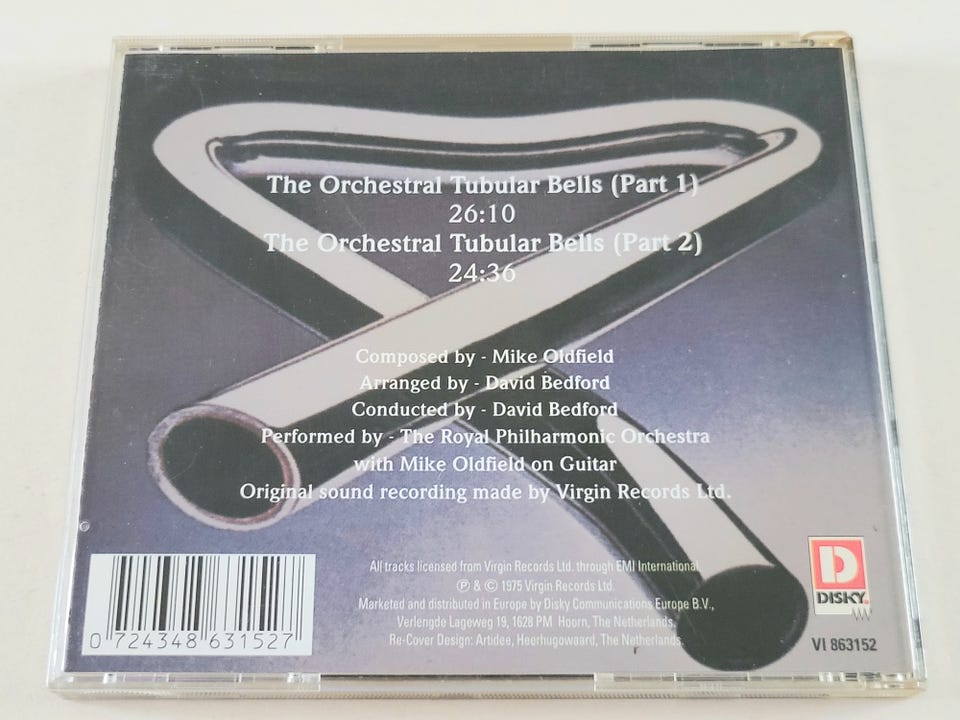 The Orchestral Tubular Bells (Part 1)
26:10
The Orchestral Tubular Bells (Part 2)
24:36
Composed by - Mike Oldfield
Arranged by - David Bedford
Conducted by - David Bedford
Performed by - The Royal Philharmonic Orchestra
with Mike Oldfield on Guitar
Original sound recording made by Virgin Records Ltd.
All tracks licensed from Virgin Records Ltd. through EMI International.
℗ & © 1975 Virgin Records Ltd.
Marketed and distributed in Europe by Disky Communications Europe B.V.,
Verlengde Lageweg 19, 1628 PM Hoorn, The Netherlands.
Re-Cover Design: Artidee, Heerhugowaard, The Netherlands.
0 724348 631527
D
DISKY
VI 863152